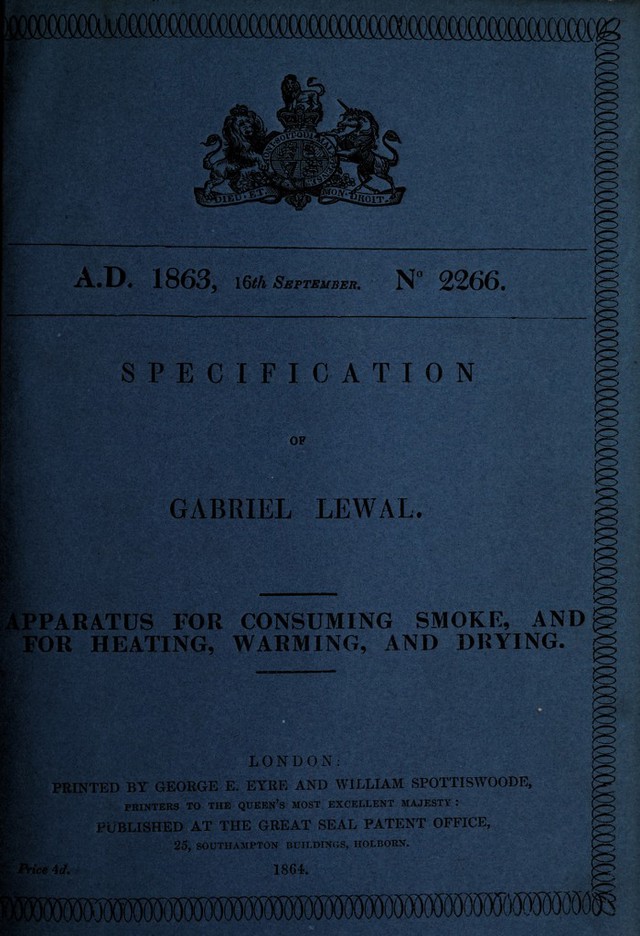 DIEU·ET MON·DROIT.
A.D. 1863, 16th SEPTEMBER. Nº 2266.
SPECIFICATION
OF
GABRIEL LEWAL.
APPARATUS FOR CONSUMING SMOKE, AND
FOR HEATING, WARMING, AND DRYING.
LONDON:
PRINTED BY GEORGE E. EYRE AND WILLIAM SPOTTISWOODE,
PRINTERS TO THE QUEEN'S MOST EXCELLENT MAJESTY:
PUBLISHED AT THE GREAT SEAL PATENT OFFICE,
25, SOUTHAMPTON BUILDINGS, HOLBORN.
Price 4d.
1864.